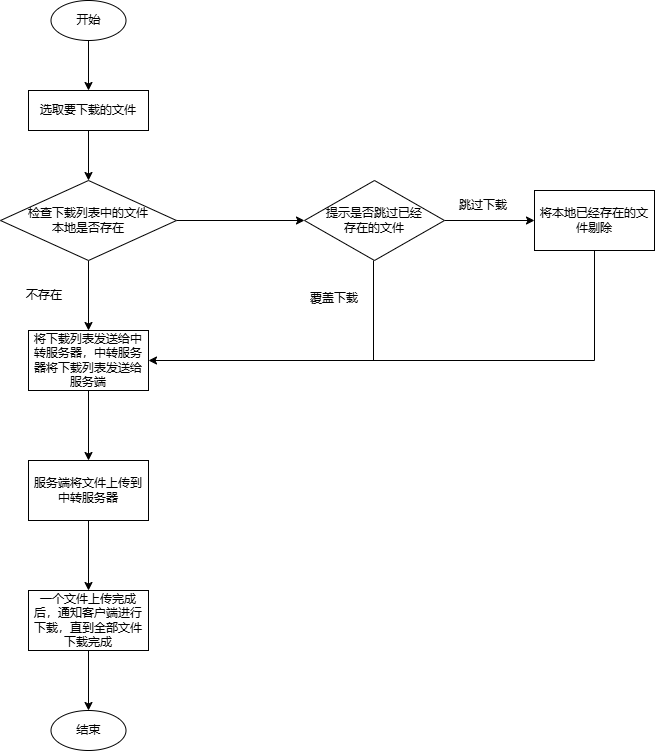 开始
选取要下载的文件
检查下载列表中的文件
本地是否存在
提示是否跳过已经
存在的文件
跳过下载
将本地已经存在的文
件剔除
不存在
覆盖下载
将下载列表发送给中
转服务器，中转服务
器将下载列表发送给
服务端
服务端将文件上传到
中转服务器
一个文件上传完成
后，通知客户端进行
下载，直到全部文件
下载完成
结束